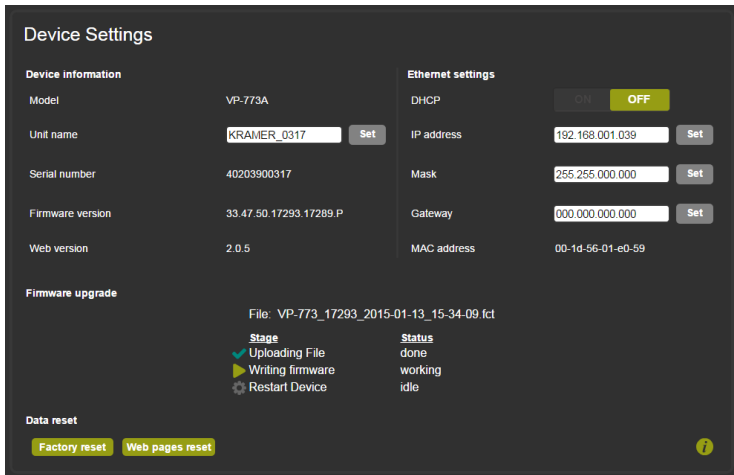 Device Settings
Device information
Ethernet settings
Model VP-773A
DHCP ON OFF
Unit name KRAMER_0317 Set
IP address 192.168.001.039 Set
Serial number 40203900317
Mask 255.255.000.000 Set
Firmware version 33.47.50.17293.17289.P
Gateway 000.000.000.000 Set
Web version 2.0.5
MAC address 00-1d-56-01-e0-59
Firmware upgrade
File: VP-773_17293_2015-01-13_15-34-09.fct
Stage Status
Uploading File done
Writing firmware working
Restart Device idle
Data reset
Factory reset Web pages reset
i